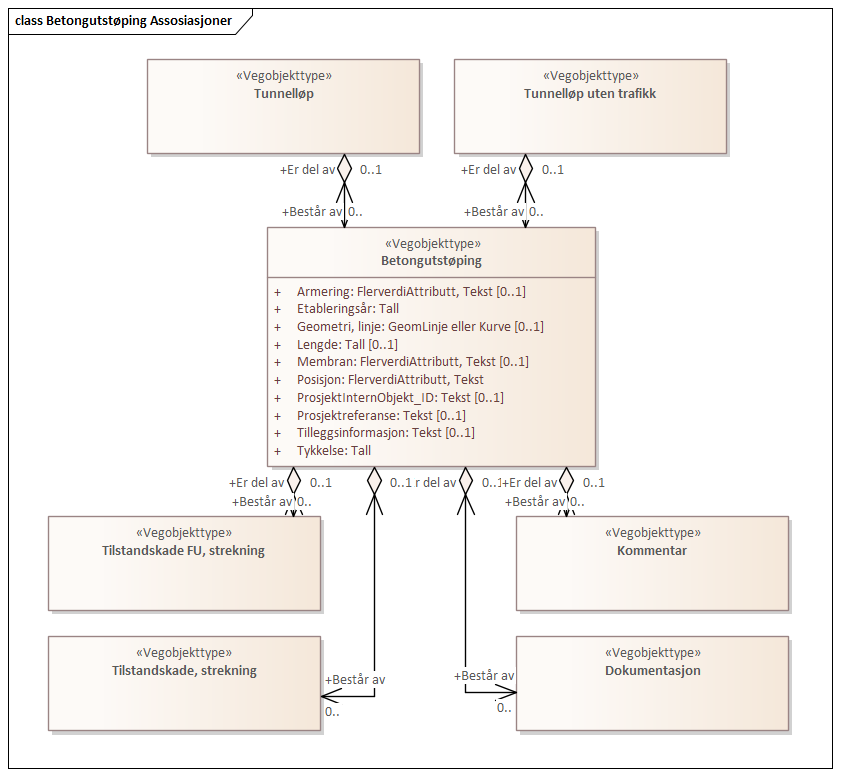 class Betongutstøping Assosiasjoner
«Vegobjekttype»
Tunnelløp
«Vegobjekttype»
Tunnelløp uten trafikk
+Er del av 0..1
+Er del av 0..1
+Består av 0..
+Består av 0..
«Vegobjekttype»
Betongutstøping
+ Armering: FlerverdiAttributt, Tekst [0..1]
+ Etableringsår: Tall
+ Geometri, linje: GeomLinje eller Kurve [0..1]
+ Lengde: Tall [0..1]
+ Membran: FlerverdiAttributt, Tekst [0..1]
+ Posisjon: FlerverdiAttributt, Tekst
+ ProsjektInternObjekt_ID: Tekst [0..1]
+ Prosjektreferanse: Tekst [0..1]
+ Tilleggsinformasjon: Tekst [0..1]
+ Tykkelse: Tall
+Er del av 0..1
0..1
r del av 0..1
+Er del av 0..1
+Består av 0..
+Består av 0..
«Vegobjekttype»
Tilstandskade FU, strekning
«Vegobjekttype»
Kommentar
«Vegobjekttype»
Tilstandskade, strekning
+Består av
0..
+Består av
0..
«Vegobjekttype»
Dokumentasjon